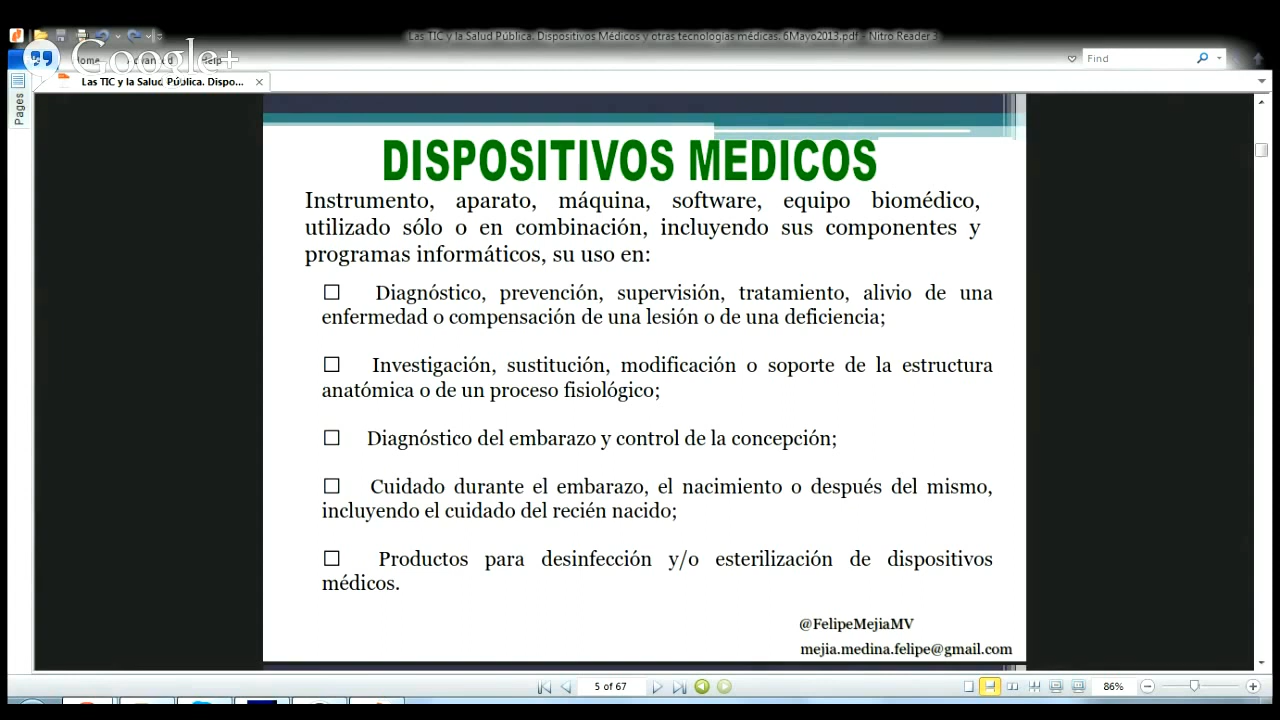 Las TIC y la Salud Pública. Dispositivos Médicos y otras tecnologías médicas. 6Mayo2013.pdf - Nitro Reader 3
Google+
Help
Find
Las TIC y la Salud Pública. Dispo...
Pages
DISPOSITIVOS MEDICOS
Instrumento, aparato, máquina, software, equipo biomédico,
utilizado sólo o en combinación, incluyendo sus componentes y
programas informáticos, su uso en:
☐ Diagnóstico, prevención, supervisión, tratamiento, alivio de una
enfermedad o compensación de una lesión o de una deficiencia;
☐ Investigación, sustitución, modificación o soporte de la estructura
anatómica o de un proceso fisiológico;
☐ Diagnóstico del embarazo y control de la concepción;
☐ Cuidado durante el embarazo, el nacimiento o después del mismo,
incluyendo el cuidado del recién nacido;
☐ Productos para desinfección y/o esterilización de dispositivos
médicos.
@FelipeMejiaMV
mejia.medina.felipe@gmail.com
5 of 67
86%